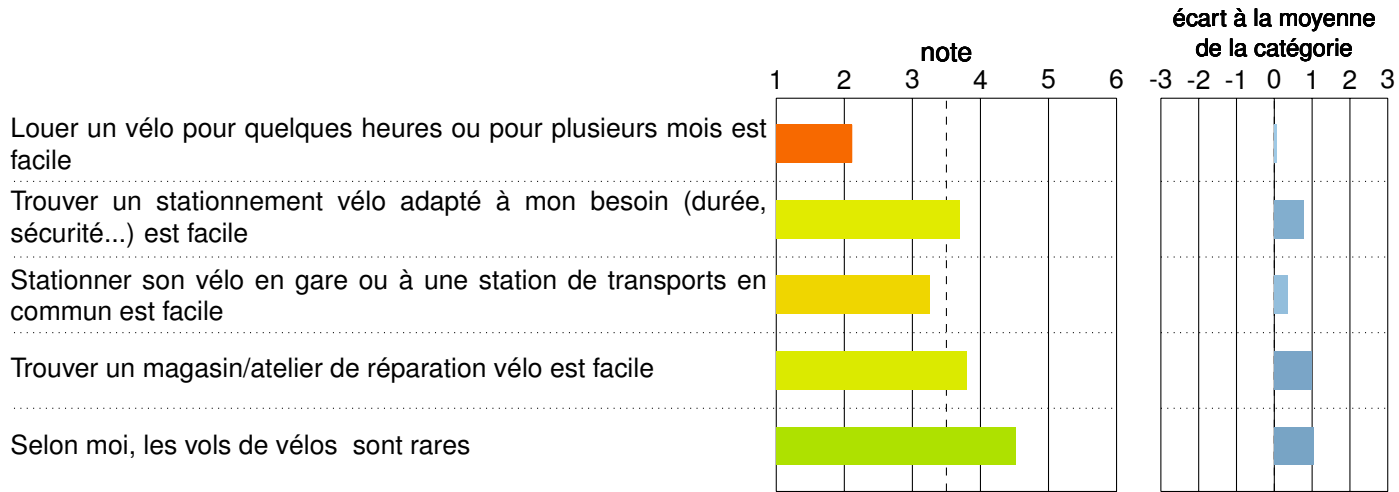 écart à la moyenne
note de la catégorie
1 2 3 4 5 6 -3 -2 -1 0 1 2 3
Louer un vélo pour quelques heures ou pour plusieurs mois est
facile
Trouver un stationnement vélo adapté à mon besoin (durée,
sécurité...) est facile
Stationner son vélo en gare ou à une station de transports en
commun est facile
Trouver un magasin/atelier de réparation vélo est facile
Selon moi, les vols de vélos sont rares